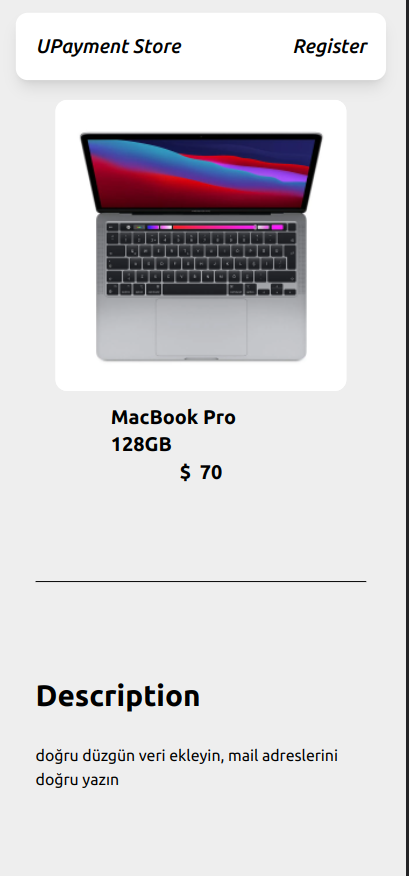 UPayment Store Register
MacBook Pro
128GB
$ 70
Description
doğru düzgün veri ekleyin, mail adreslerini
doğru yazın